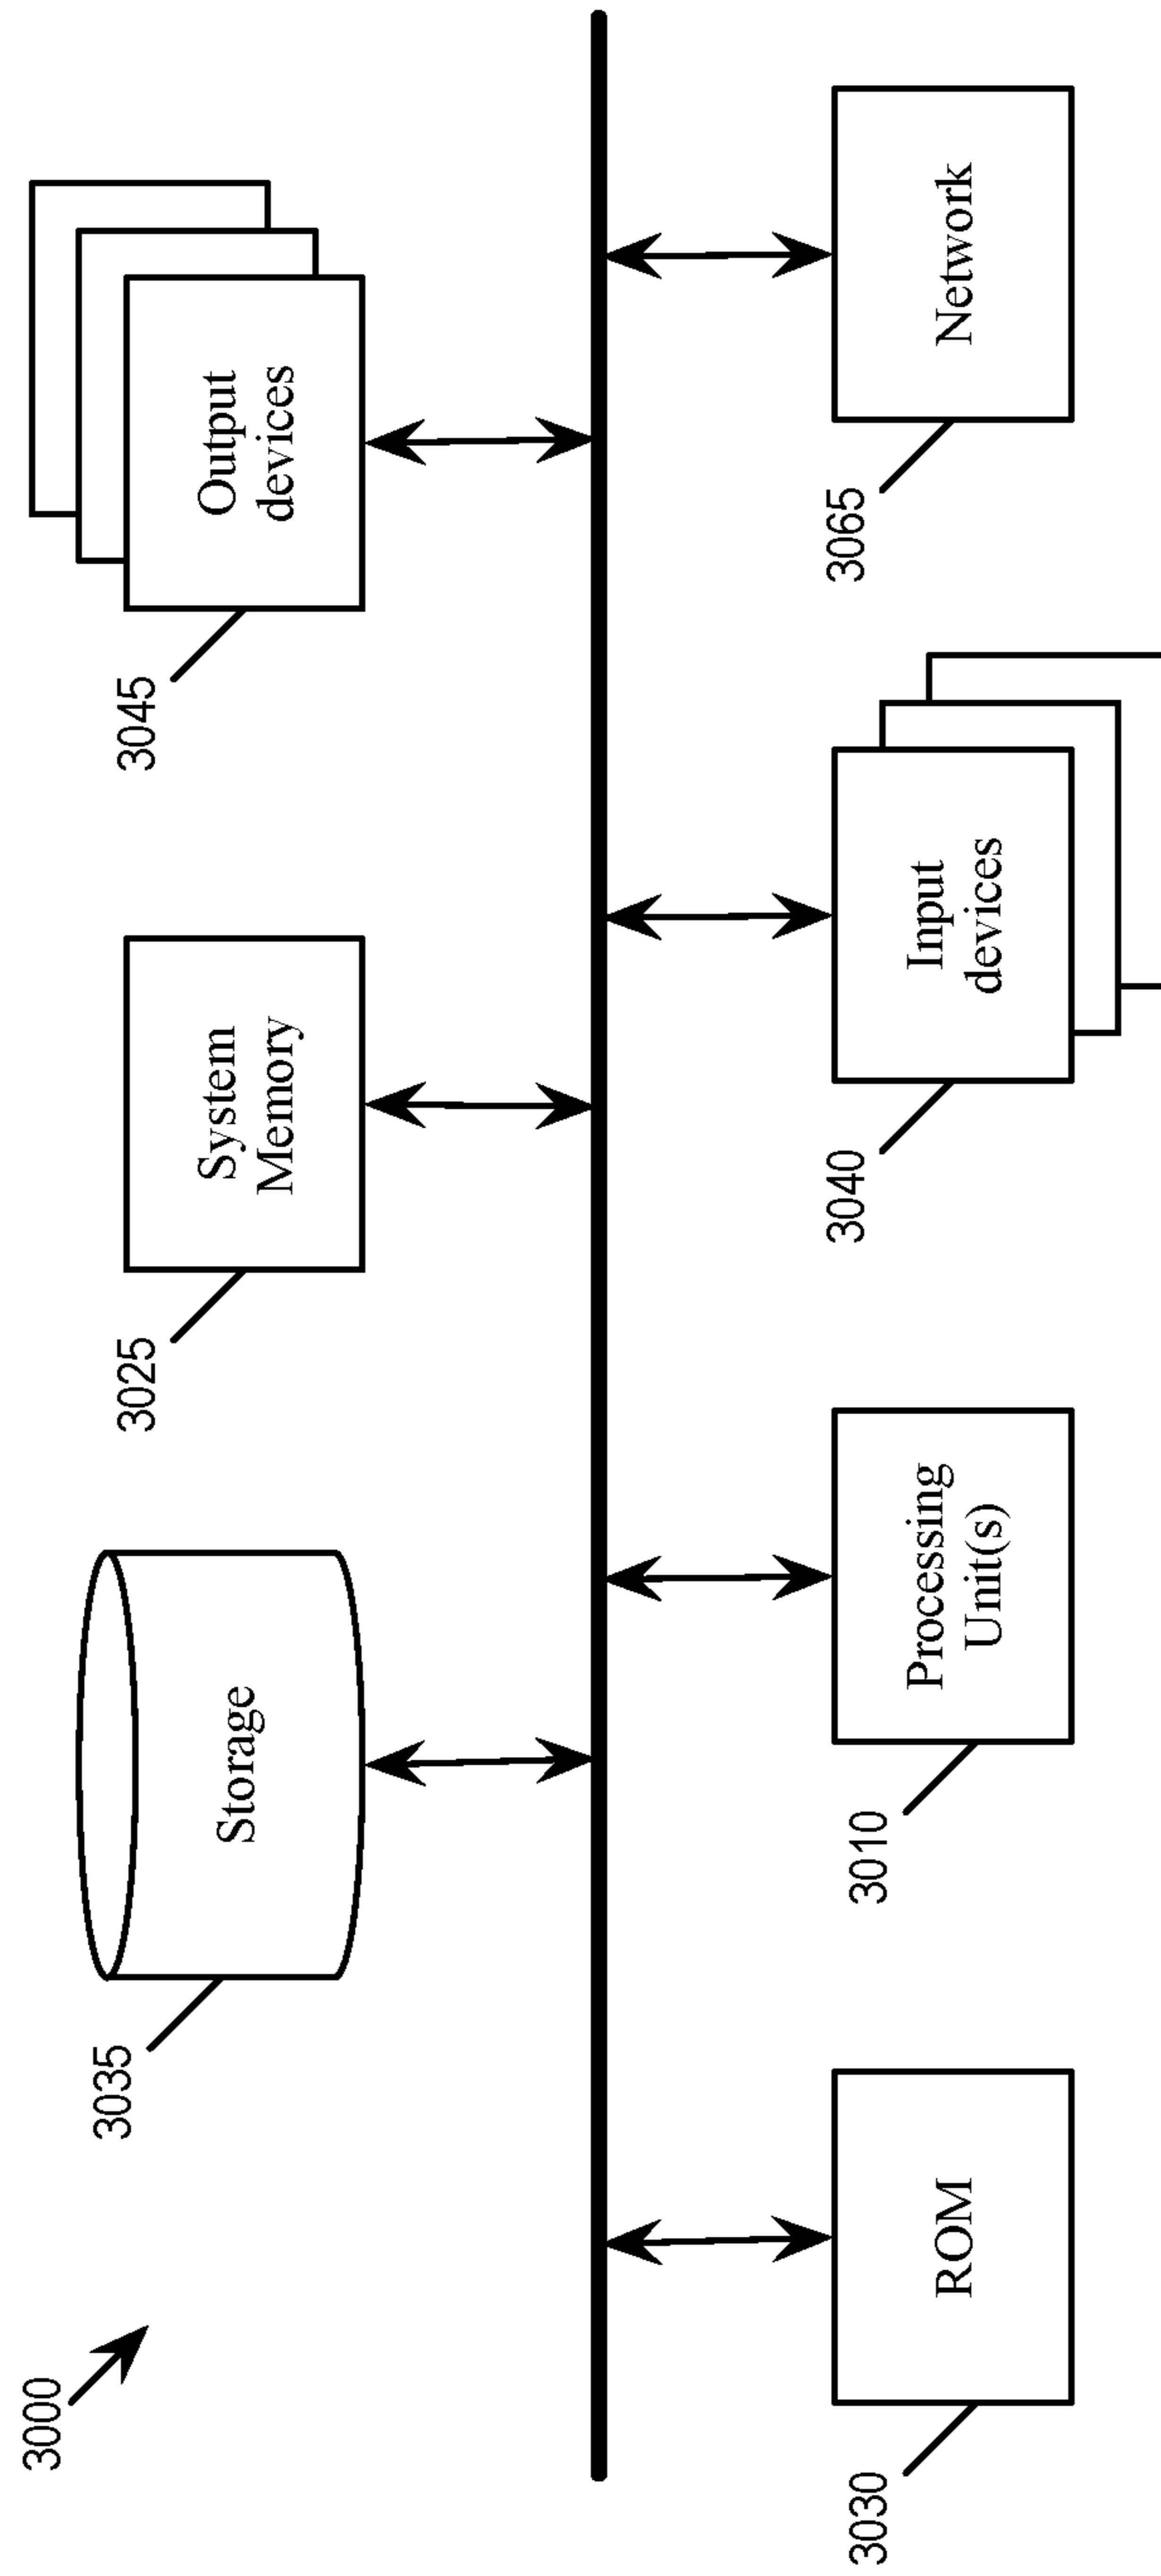 3000
3035
Storage
3025
System
Memory
3045
Output
devices
3030
ROM
3010
Processing
Unit(s)
3040
Input
devices
3065
Network